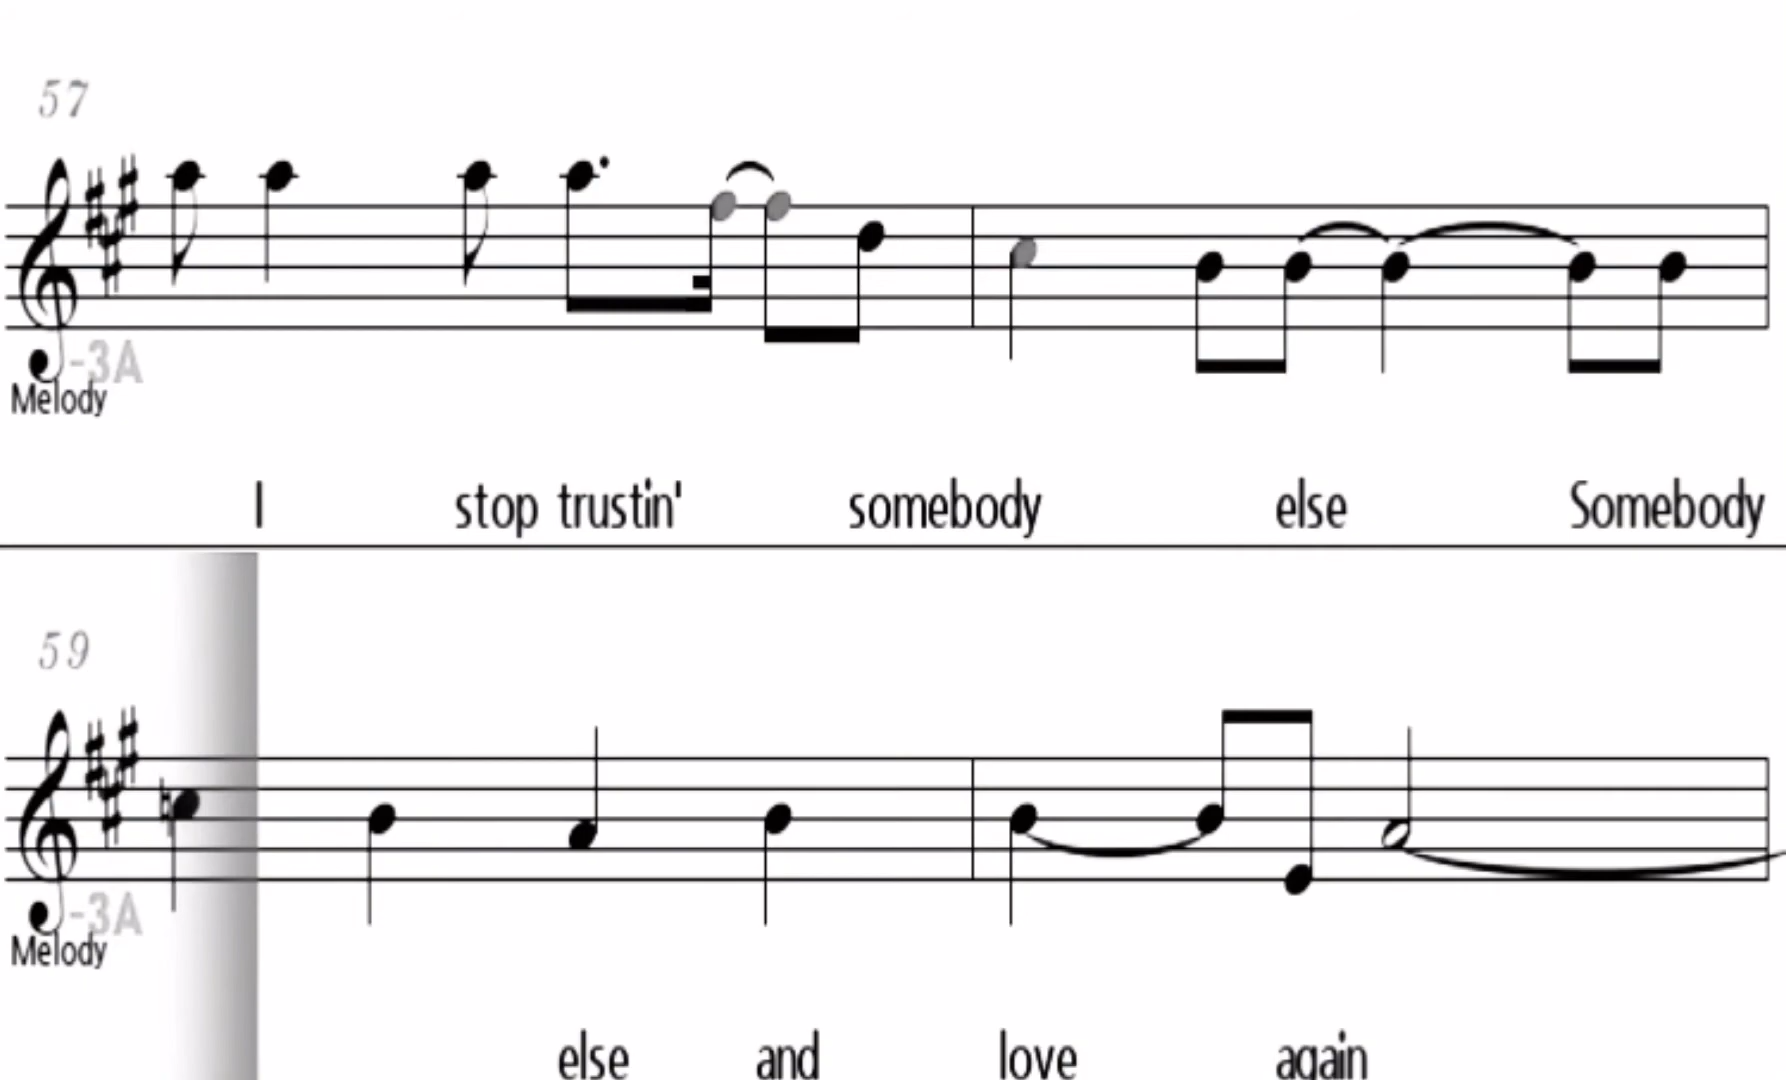 57
-3A
Melody
I stop trustin' somebody else Somebody
59
-3A
Melody
else and love again